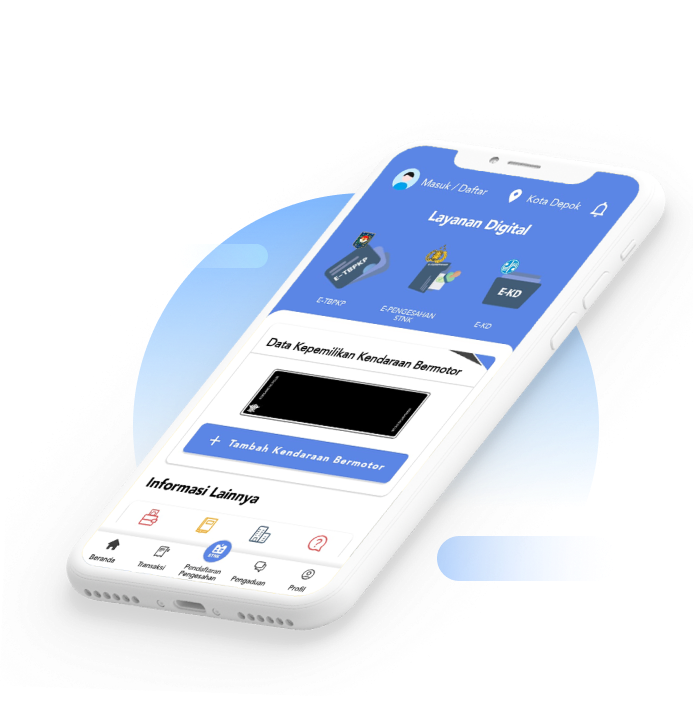 Masuk / Daftar
Kota Depok
Layanan Digital
E-TBPKP
E-KD
E-TBPKP
E-PENGESAHAN
STNK
E-KD
Data Kepemilikan Kendaraan Bermotor
+ Tambah Kendaraan Bermotor
Informasi Lainnya
STNK
Beranda
Transaksi
Pendaftaran
Pengesahan
Pengaduan
Profil